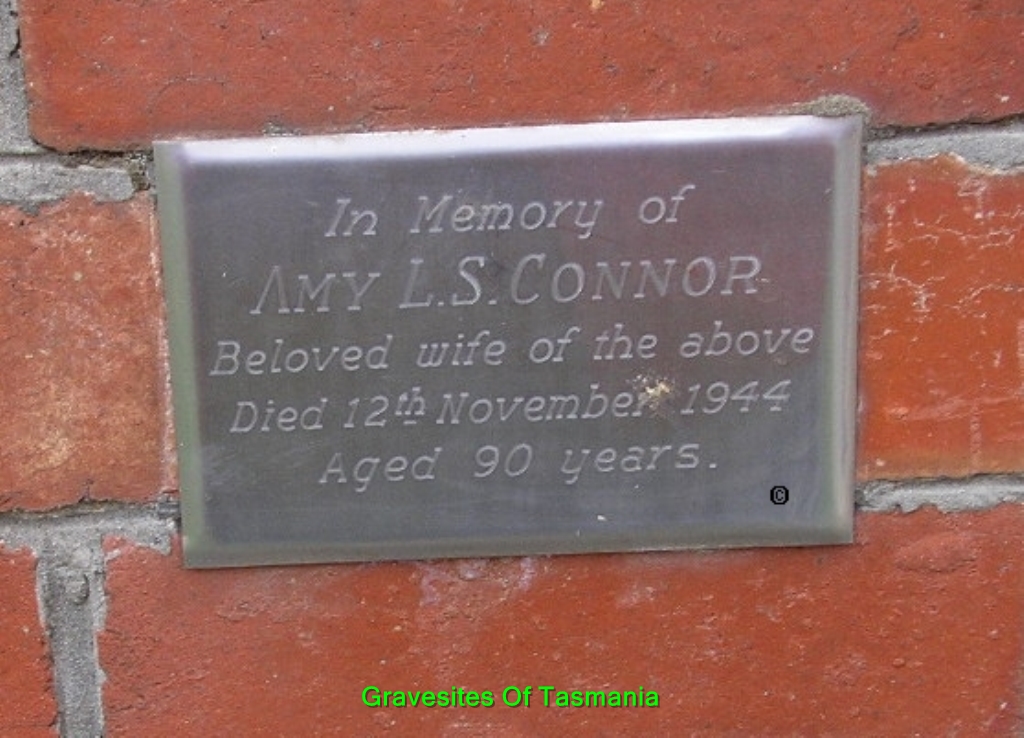 In Memory of
AMY L.S. CONNOR
Beloved wife of the above
Died 12th November 1944
Aged 90 years.
©
Gravesites Of Tasmania